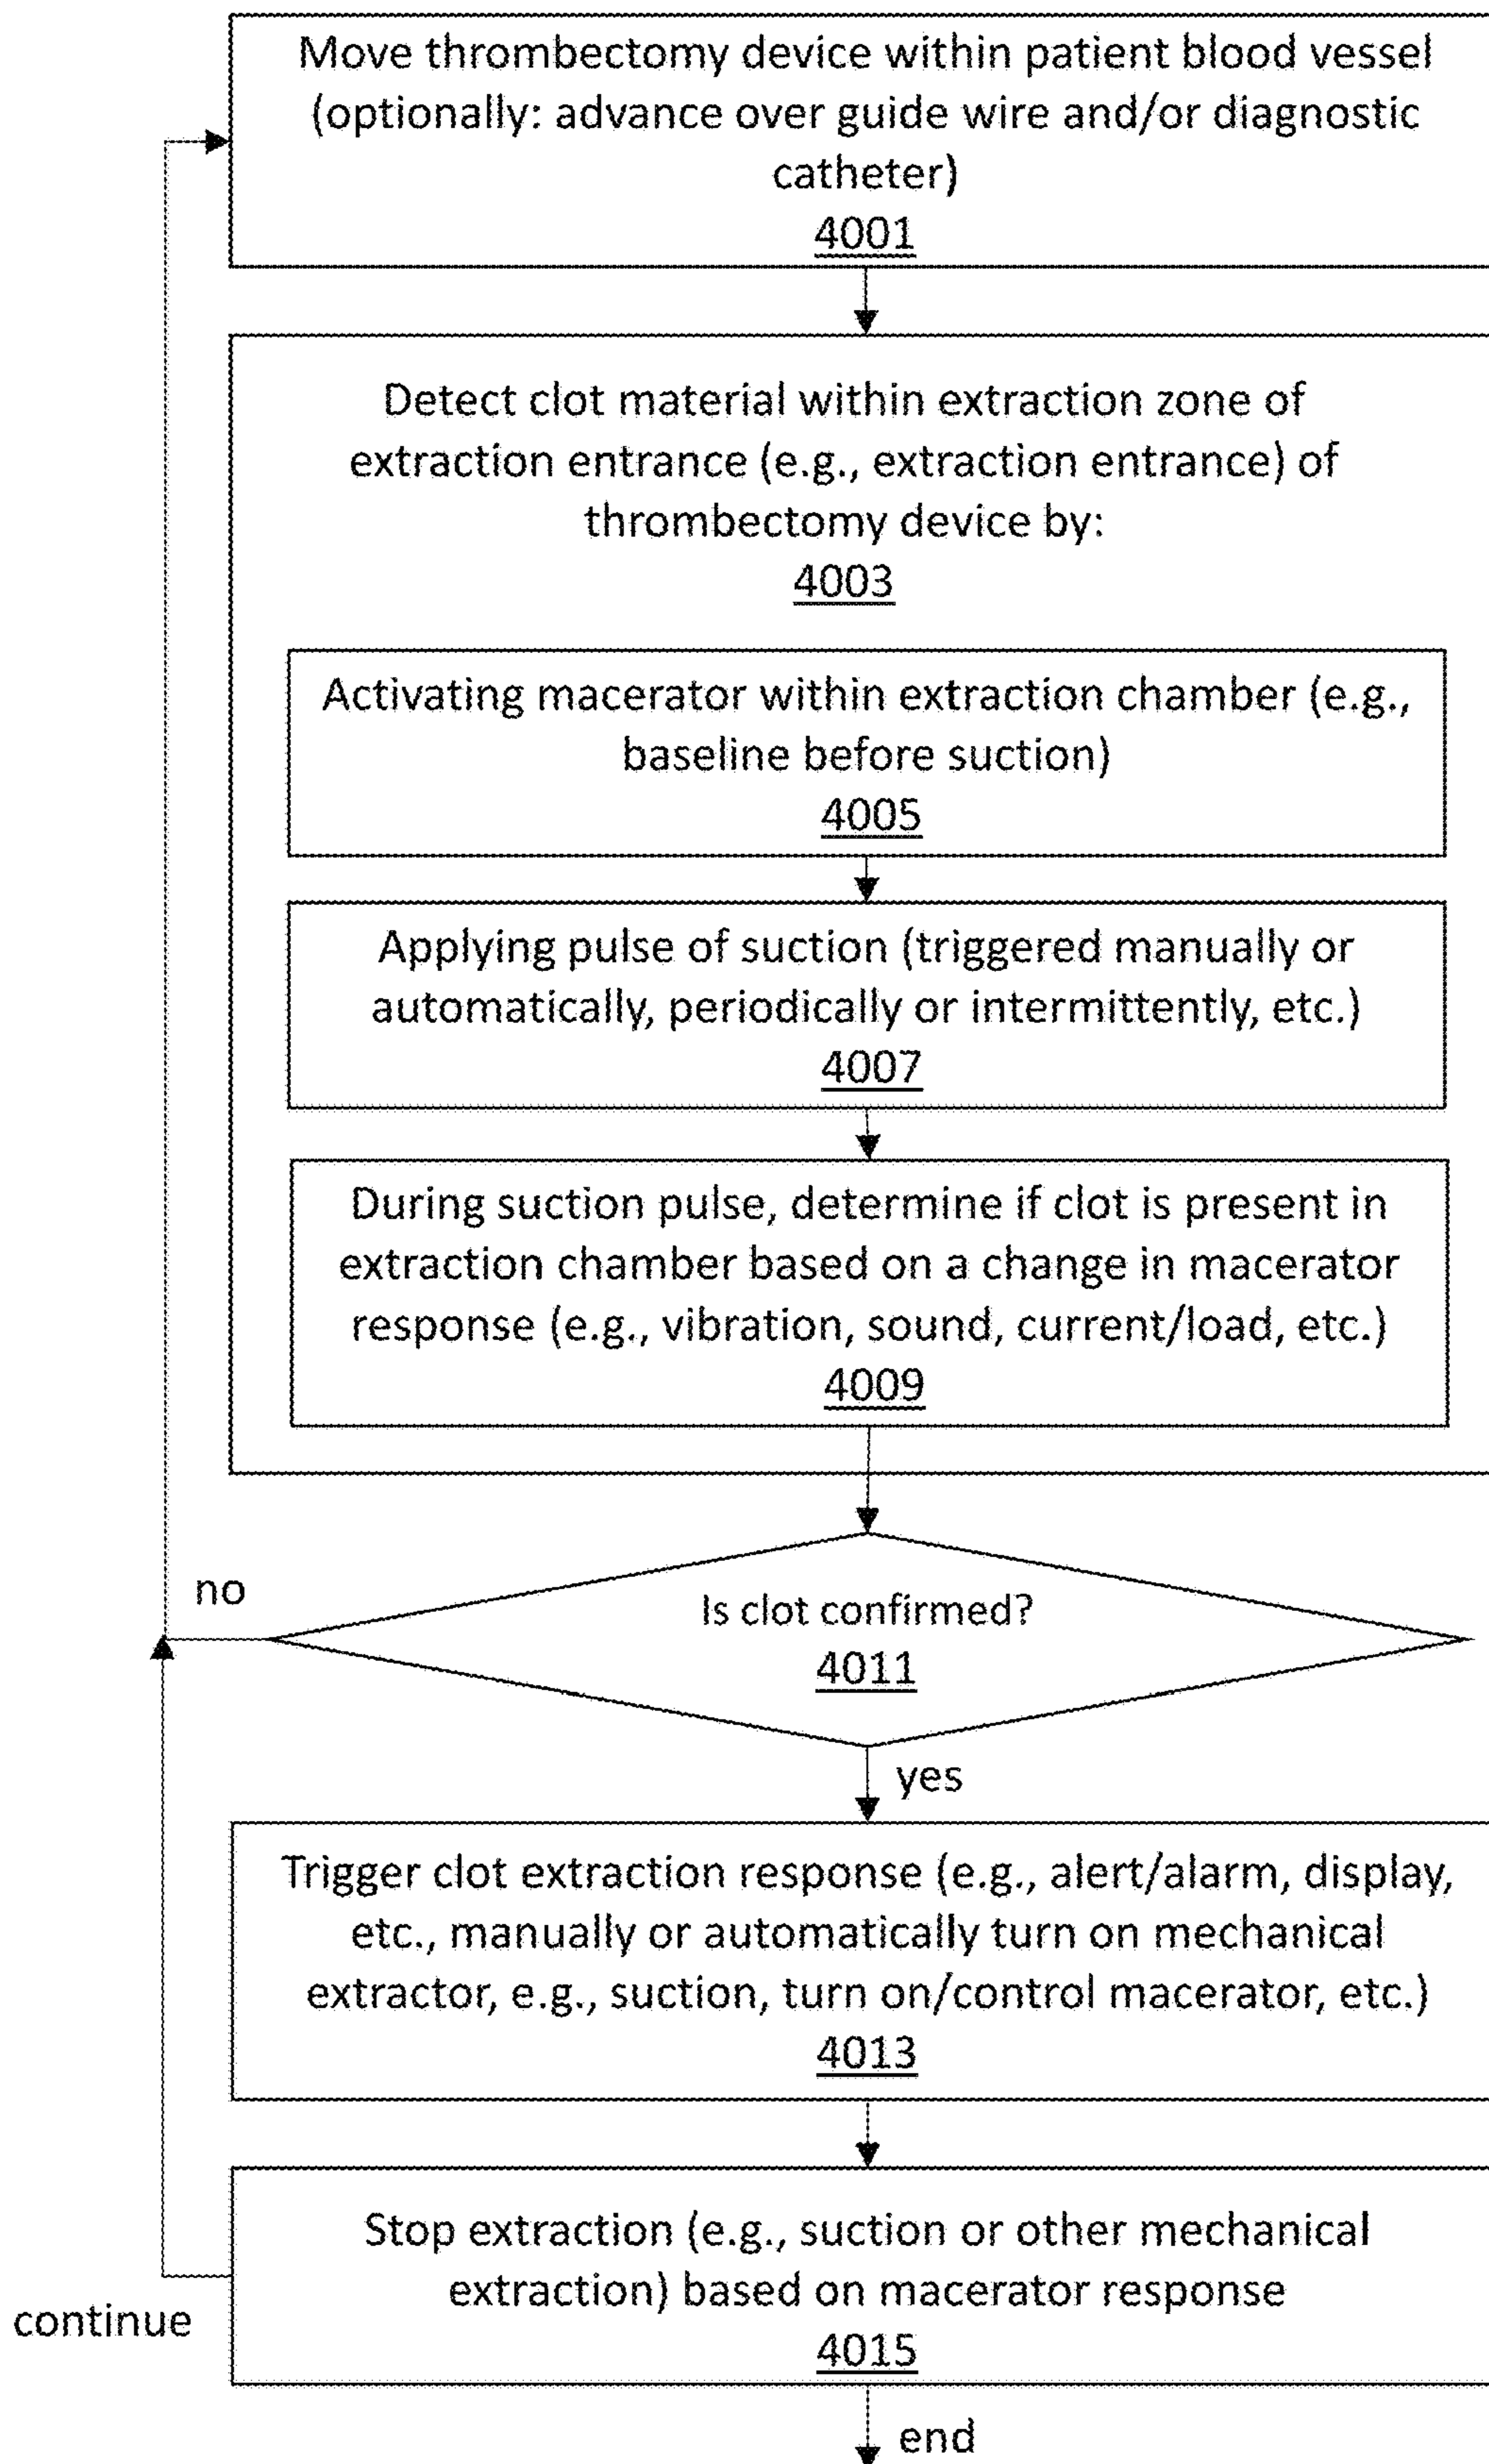 Move thrombectomy device within patient blood vessel
(optionally: advance over guide wire and/or diagnostic
catheter)
4001
Detect clot material within extraction zone of
extraction entrance (e.g., extraction entrance) of
thrombectomy device by:
4003
Activating macerator within extraction chamber (e.g.,
baseline before suction)
4005
Applying pulse of suction (triggered manually or
automatically, periodically or intermittently, etc.)
4007
During suction pulse, determine if clot is present in
extraction chamber based on a change in macerator
response (e.g., vibration, sound, current/load, etc.)
4009
no
Is clot confirmed?
4011
yes
Trigger clot extraction response (e.g., alert/alarm, display,
etc., manually or automatically turn on mechanical
extractor, e.g., suction, turn on/control macerator, etc.)
4013
Stop extraction (e.g., suction or other mechanical
extraction) based on macerator response
4015
continue
end